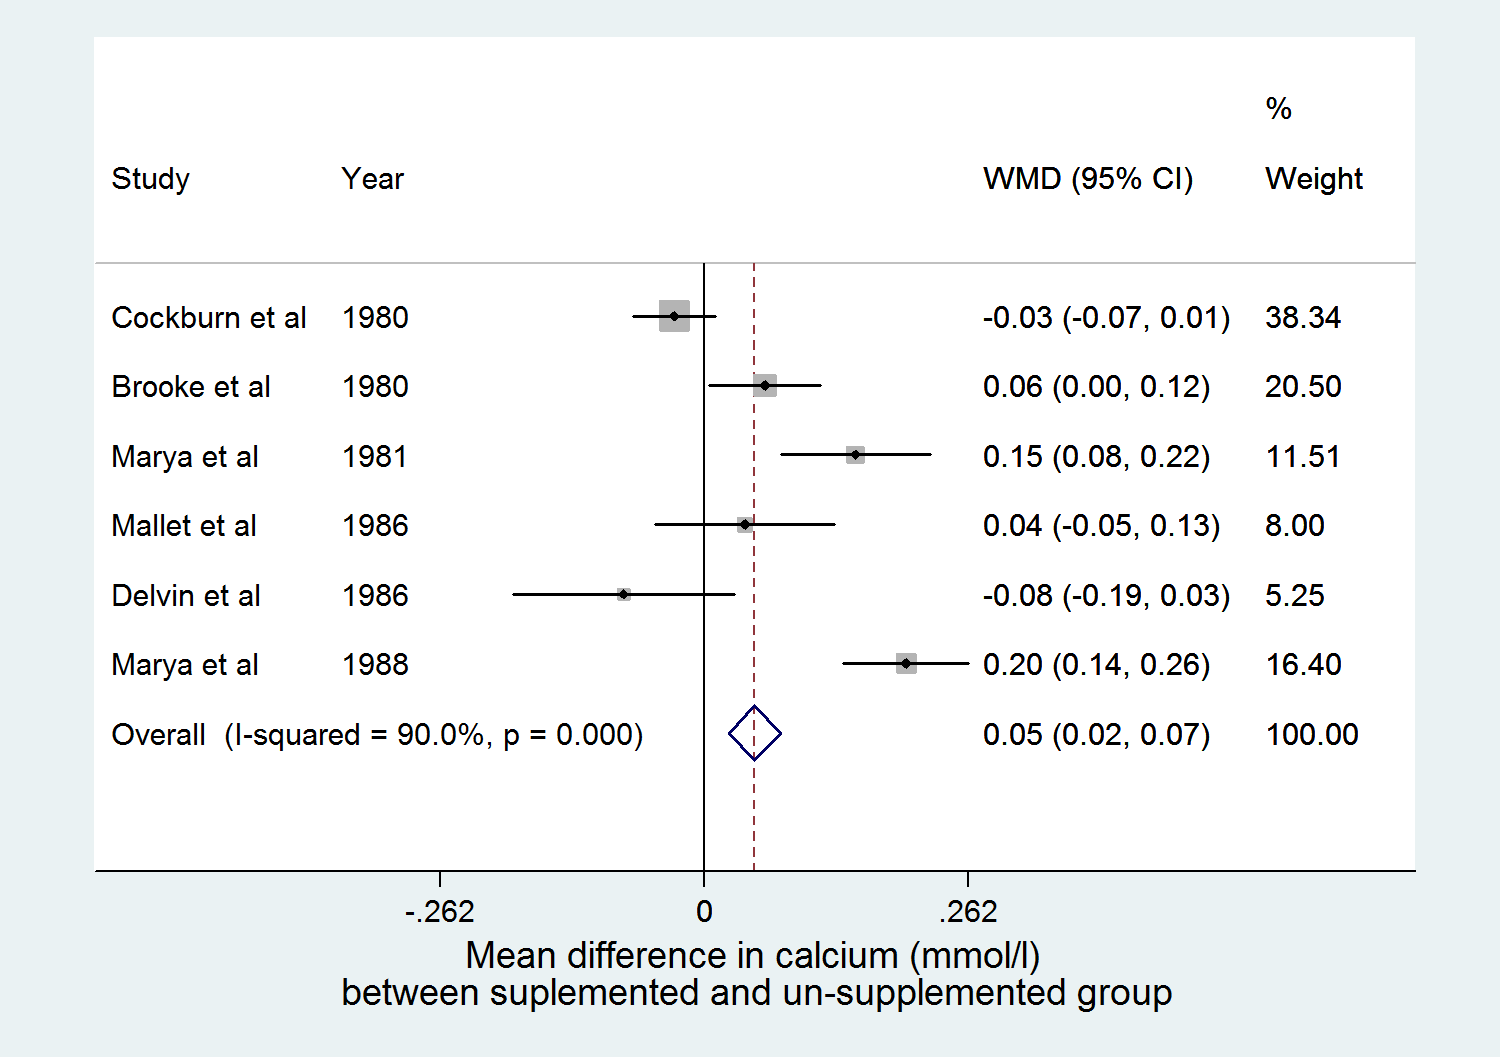 %
Study Year WMD (95% CI) Weight
Cockburn et al 1980 -0.03 (-0.07, 0.01) 38.34
Brooke et al 1980 0.06 (0.00, 0.12) 20.50
Marya et al 1981 0.15 (0.08, 0.22) 11.51
Mallet et al 1986 0.04 (-0.05, 0.13) 8.00
Delvin et al 1986 -0.08 (-0.19, 0.03) 5.25
Marya et al 1988 0.20 (0.14, 0.26) 16.40
Overall (I-squared = 90.0%, p = 0.000) 0.05 (0.02, 0.07) 100.00
-.262 0 .262
Mean difference in calcium (mmol/l)
between suplemented and un-supplemented group